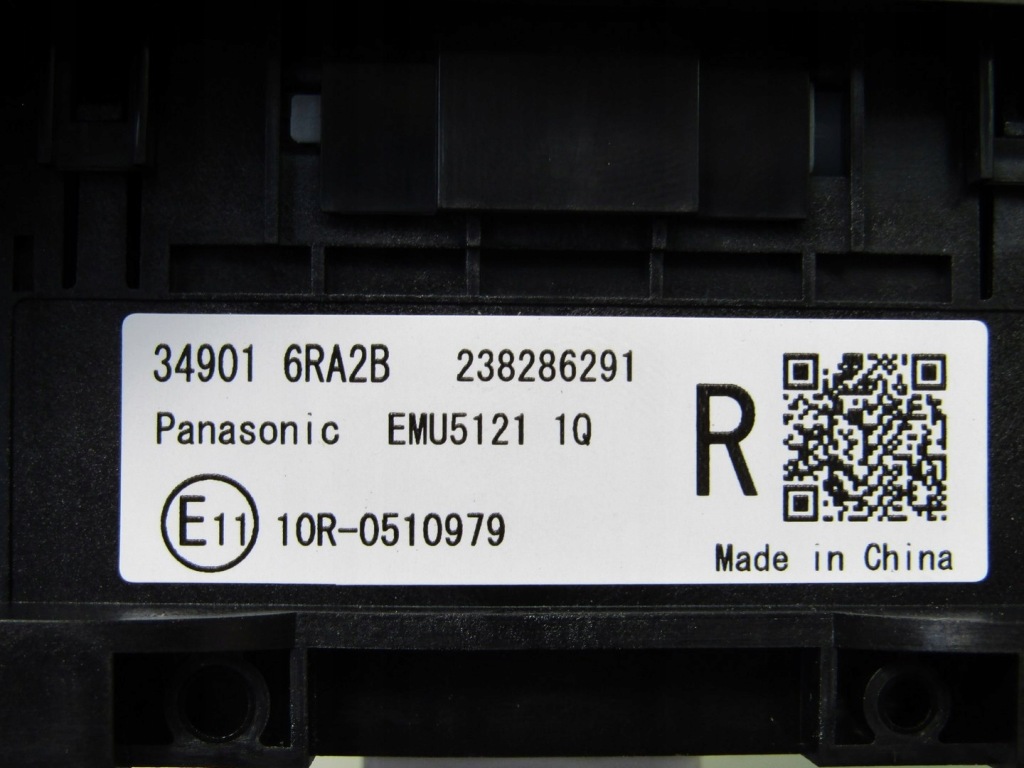 34901 6RA2B 238286291
Panasonic EMU5121 1Q
R
E11 10R-0510979
Made in China